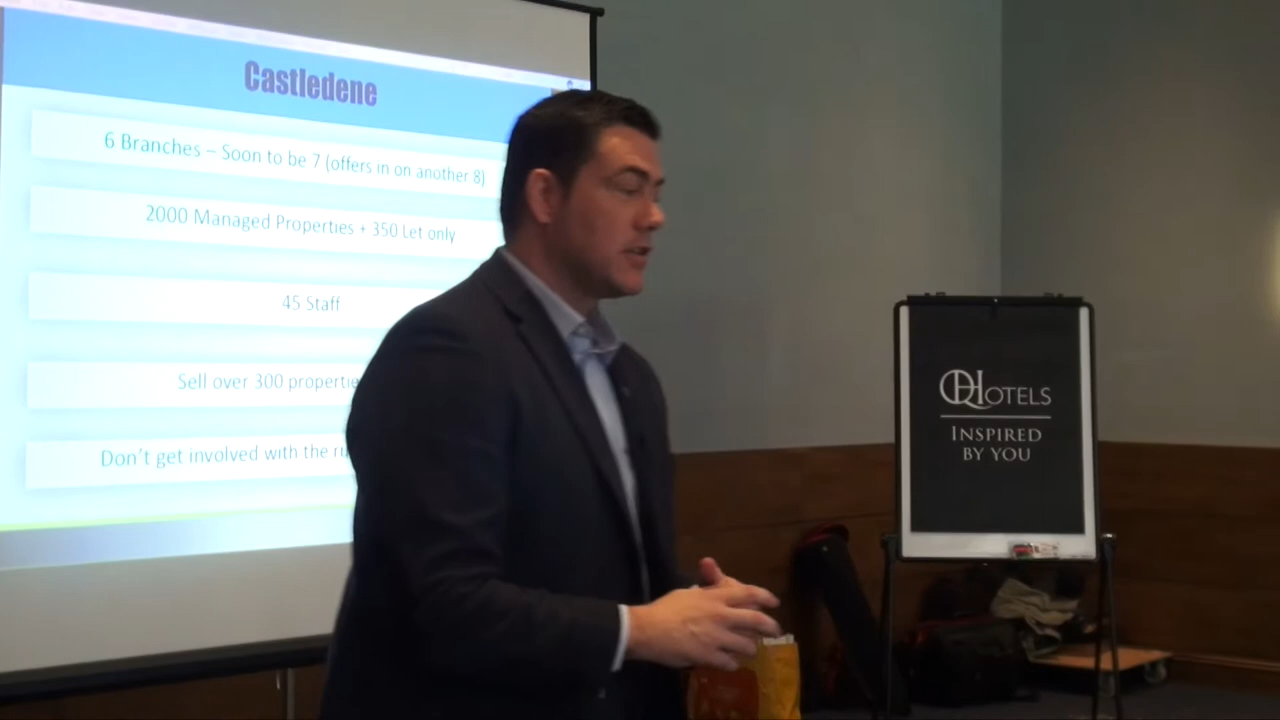 Castledene
6 Branches – Soon to be 7 (offers in on another 8)
2000 Managed Properties + 350 Let only
45 Staff
Sell over 300
Don't get involved with the
QHOTELS
INSPIRED
BY YOU